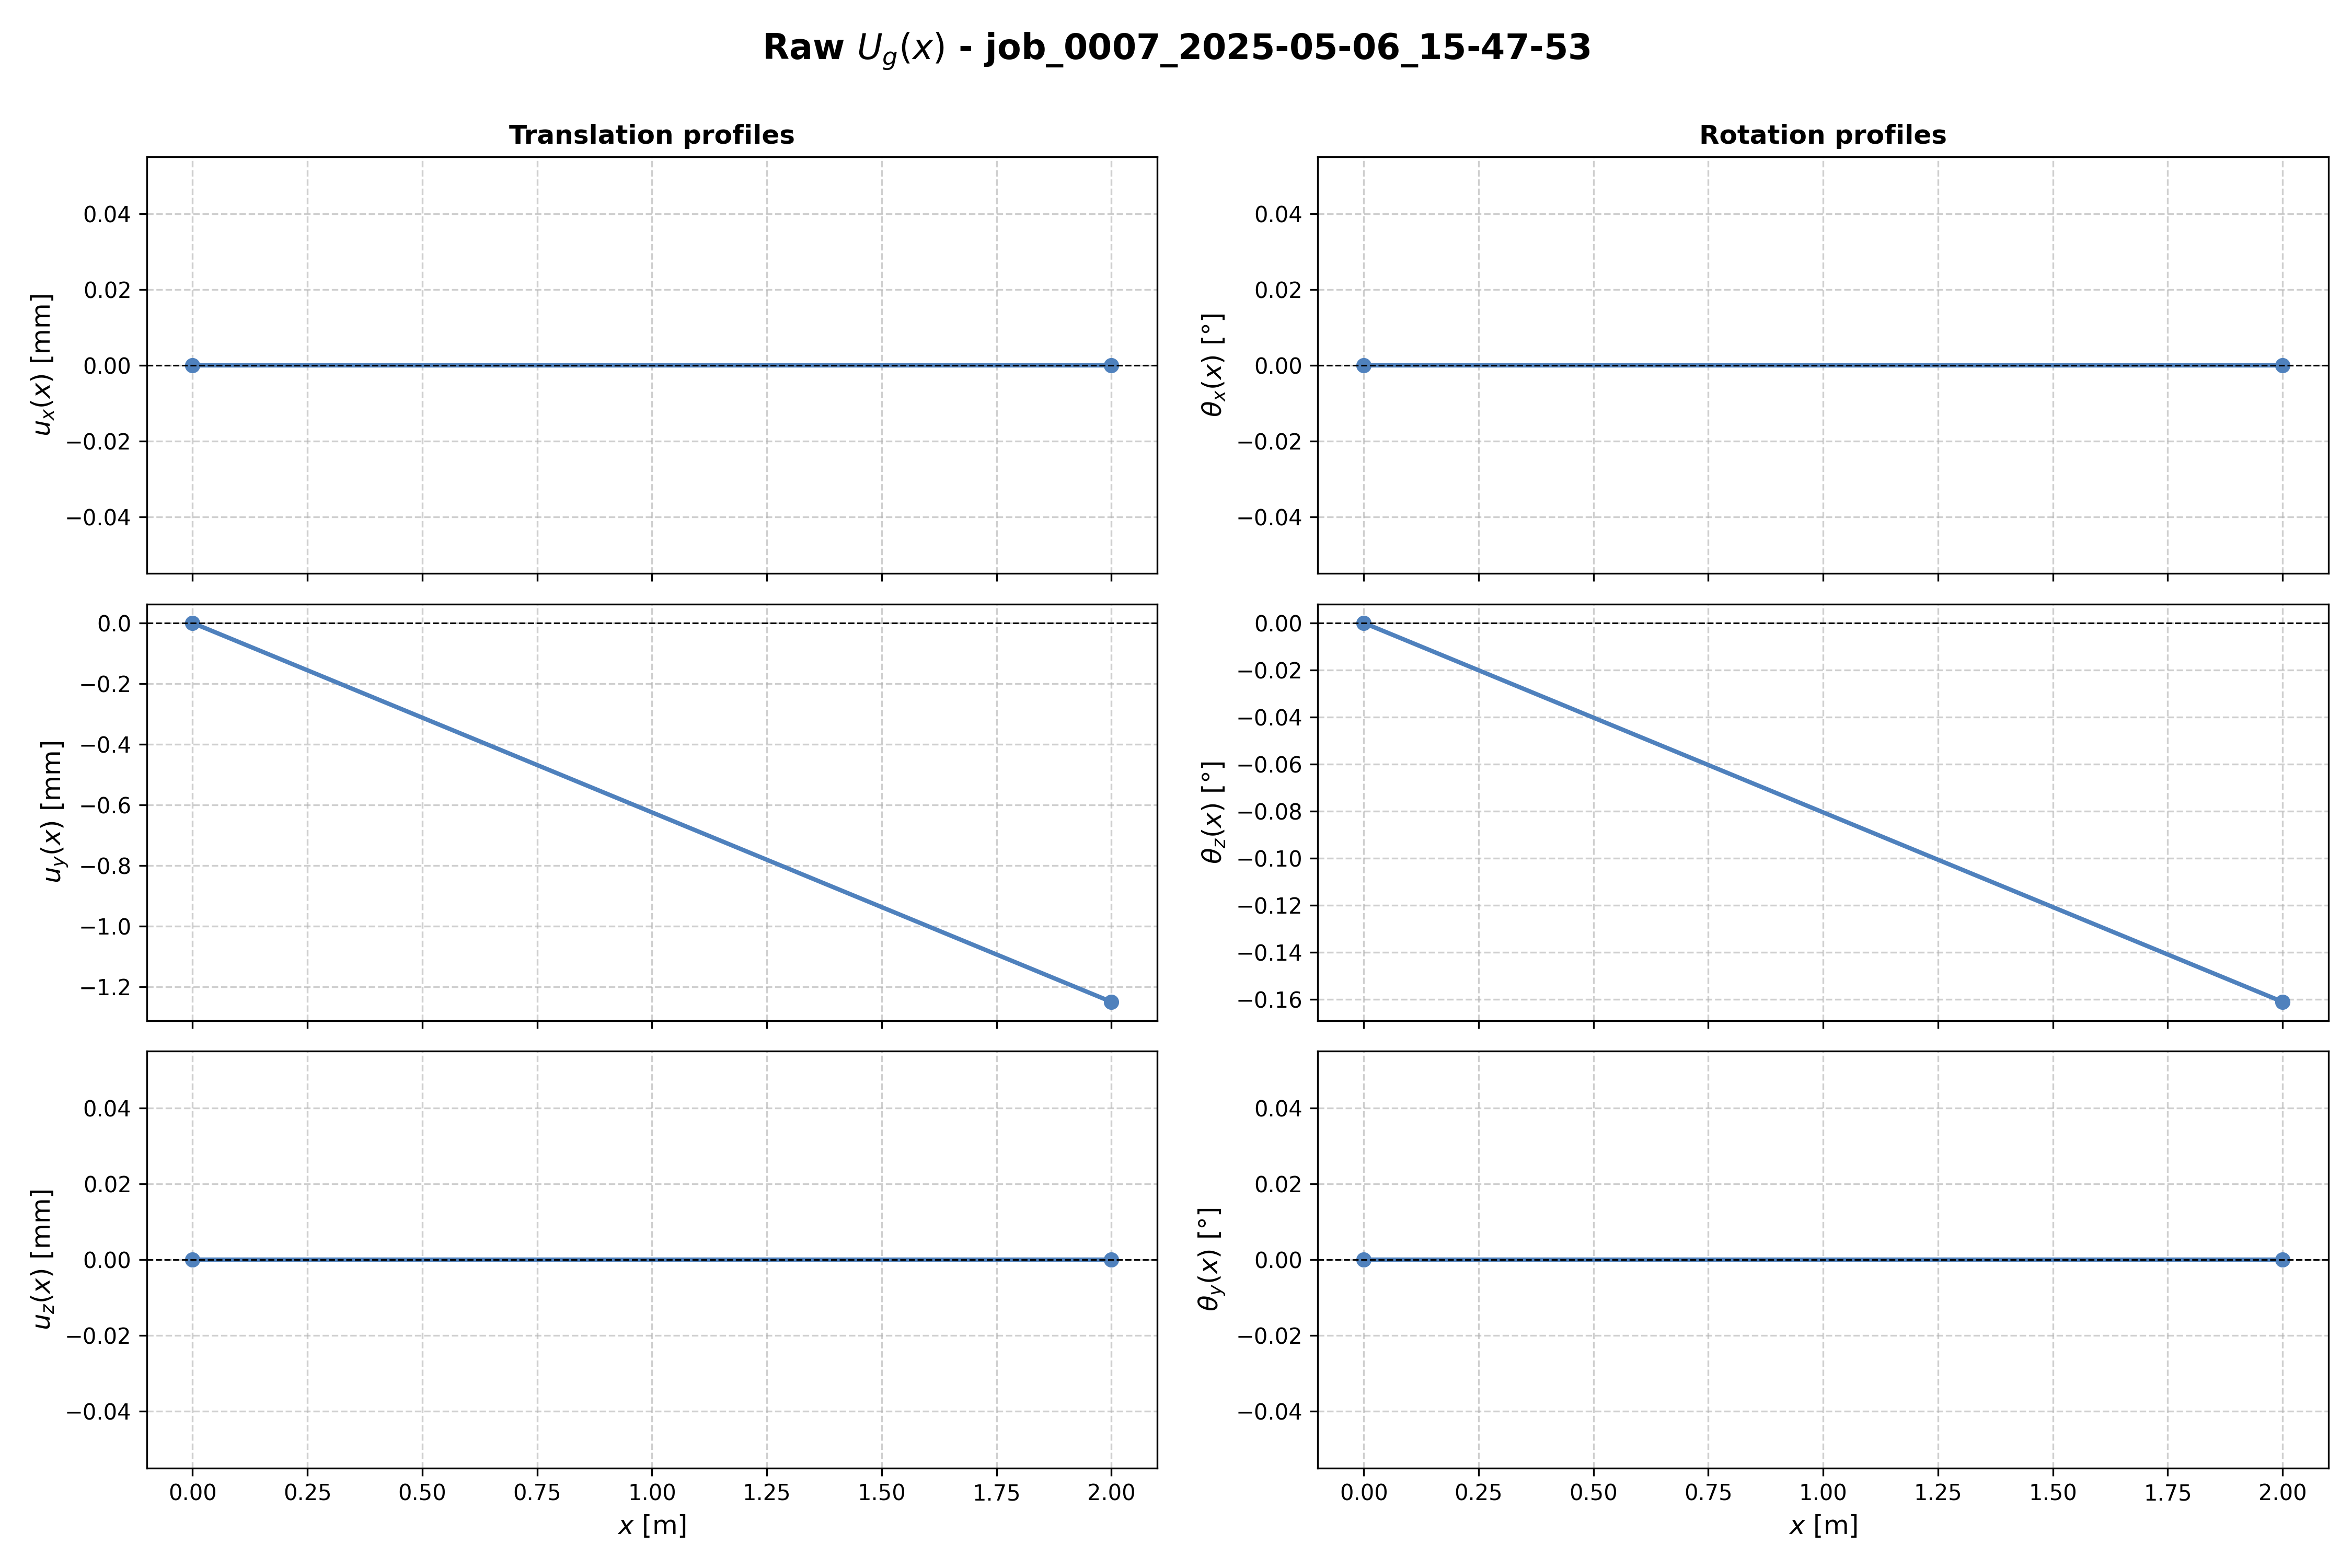 Raw U_g(x) - job_0007_2025-05-06_15-47-53
Translation profiles
Rotation profiles
u_x(x) [mm]
0.04
0.02
0.00
−0.02
−0.04
θ_x(x) [°]
0.04
0.02
0.00
−0.02
−0.04
u_y(x) [mm]
0.0
−0.2
−0.4
−0.6
−0.8
−1.0
−1.2
θ_z(x) [°]
0.00
−0.02
−0.04
−0.06
−0.08
−0.10
−0.12
−0.14
−0.16
u_z(x) [mm]
0.04
0.02
0.00
−0.02
−0.04
θ_y(x) [°]
0.04
0.02
0.00
−0.02
−0.04
0.00 0.25 0.50 0.75 1.00 1.25 1.50 1.75 2.00
x [m]
0.00 0.25 0.50 0.75 1.00 1.25 1.50 1.75 2.00
x [m]